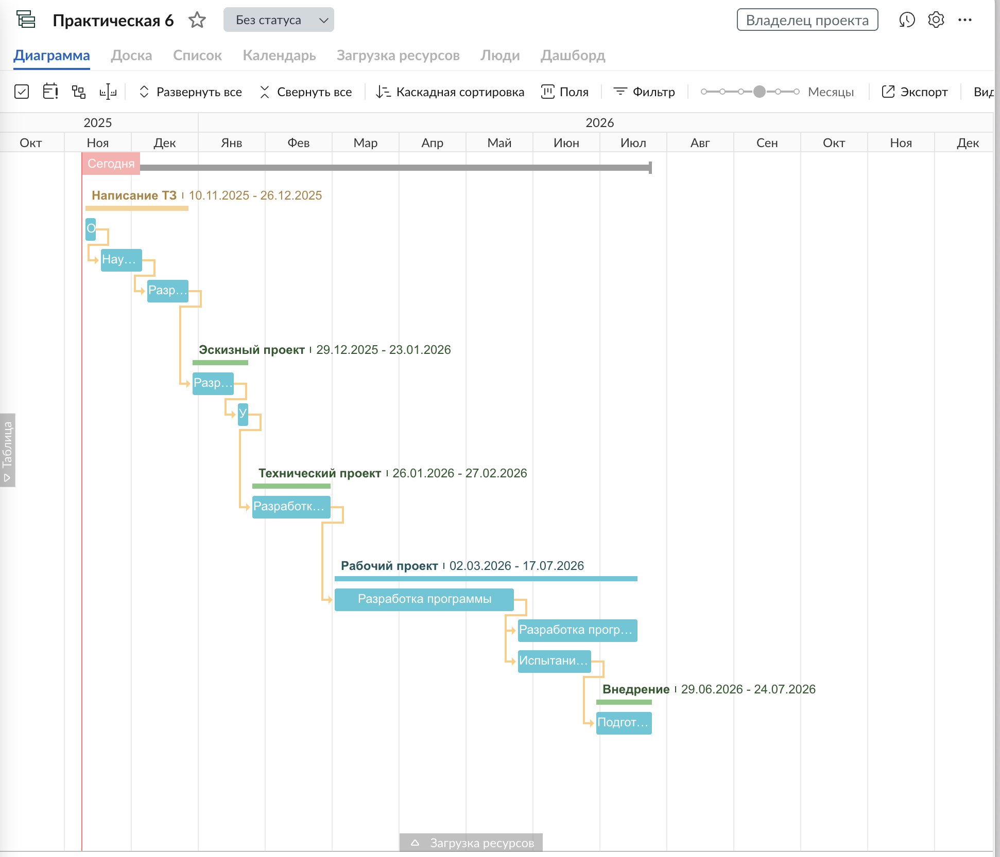 Практическая 6
Без статуса
Владелец проекта
Диаграмма Доска Список Календарь Загрузка ресурсов Люди Дашборд
Развернуть все Свернуть все Каскадная сортировка Поля Фильтр Месяцы Экспорт Вид
2025 2026
Окт Ноя Дек Янв Фев Мар Апр Май Июн Июл Авг Сен Окт Ноя Дек
Сегодня
Написание ТЗ 10.11.2025 - 26.12.2025
О
Нау...
Разр...
Эскизный проект 29.12.2025 - 23.01.2026
Разр...
У
Таблица
Технический проект 26.01.2026 - 27.02.2026
Разработк...
Рабочий проект 02.03.2026 - 17.07.2026
Разработка программы
Разработка прогр...
Испытани...
Внедрение 29.06.2026 - 24.07.2026
Подгот...
Загрузка ресурсов